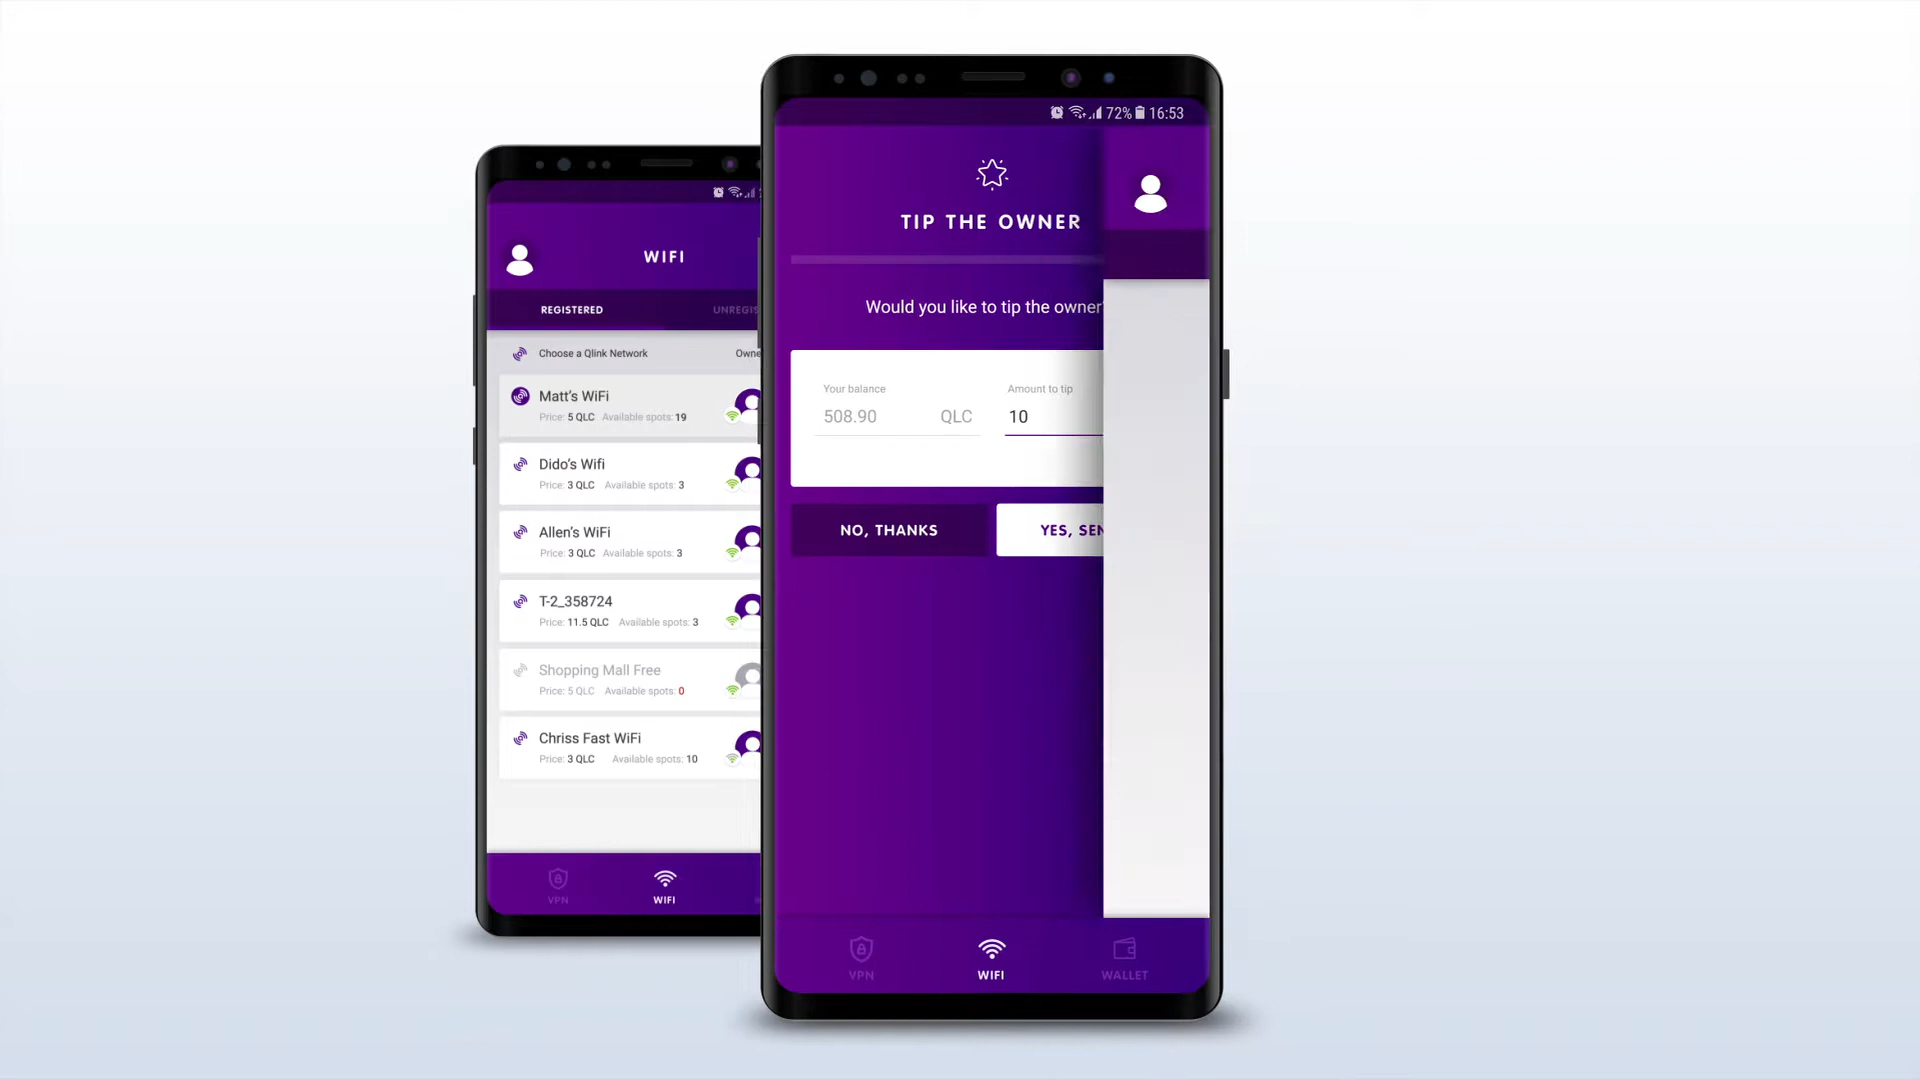 WIFI
REGISTERED UNREGIS
Choose a Qlink Network Owne
Matt's WiFi
Price: 5 QLC Available spots: 19
Dido's Wifi
Price: 3 QLC Available spots: 3
Allen's WiFi
Price: 3 QLC Available spots: 3
T-2_358724
Price: 11.5 QLC Available spots: 3
Shopping Mall Free
Price: 5 QLC Available spots: 0
Chriss Fast WiFi
Price: 3 QLC Available spots: 10
VPN WIFI
72% 16:53
TIP THE OWNER
Would you like to tip the owner?
Your balance Amount to tip
508.90 QLC 10
NO, THANKS YES, SEN
VPN WIFI WALLET